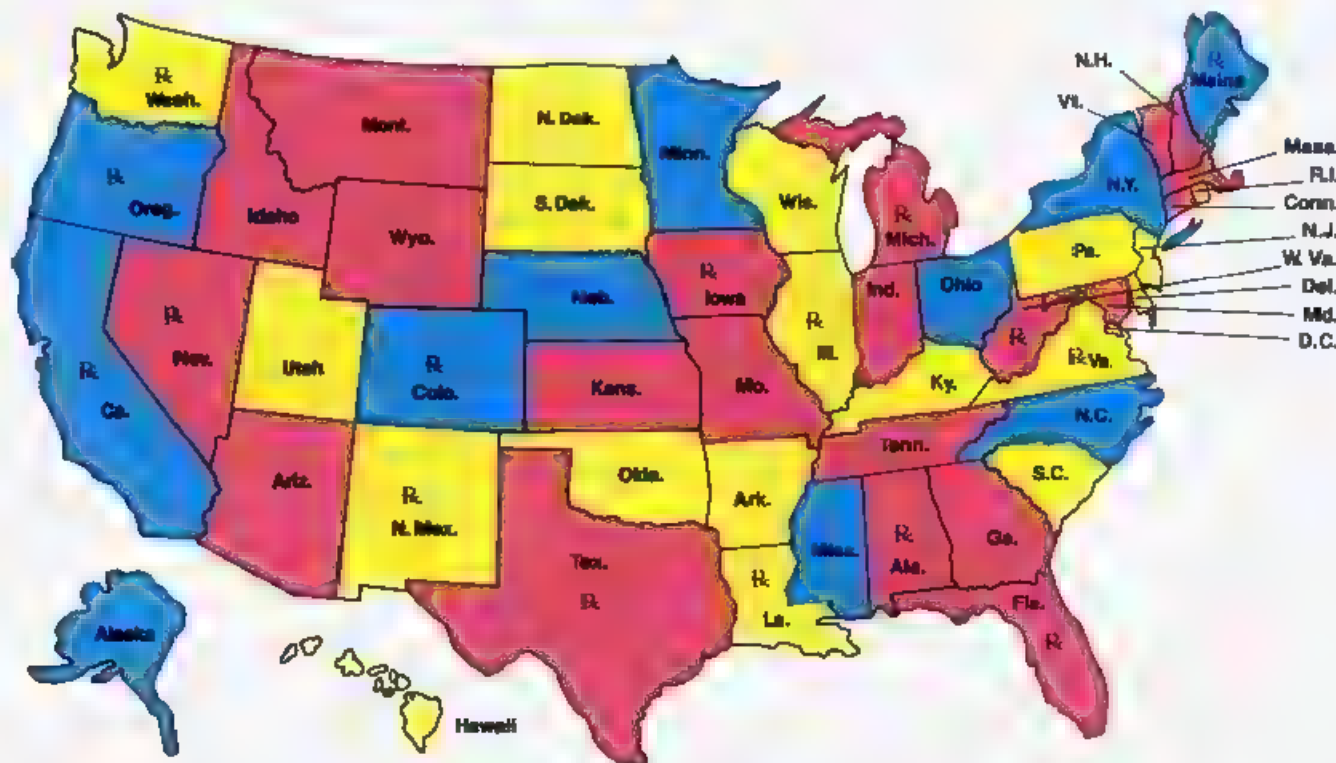 ℞
Wash.
Mont.
N. Dak.
Minn.
℞
Oreg.
Idaho
Wyo.
S. Dak.
Wis.
℞
Mich.
N.H.
Vt.
℞
Maine
N.Y.
Mass.
R.I.
Conn.
N.J.
W. Va.
Del.
Md.
D.C.
℞
Nev.
Utah
℞
Colo.
Neb.
℞
Iowa
℞
Ill.
Ind.
Ohio
Pa.
℞
Ca.
Kans.
Mo.
Ky.
℞
℞ Va.
Ariz.
℞
N. Mex.
Okla.
Ark.
Tenn.
N.C.
S.C.
Tex.
℞
℞
La.
Miss.
℞
Ala.
Ga.
Fla.
℞
Alaska
Hawaii